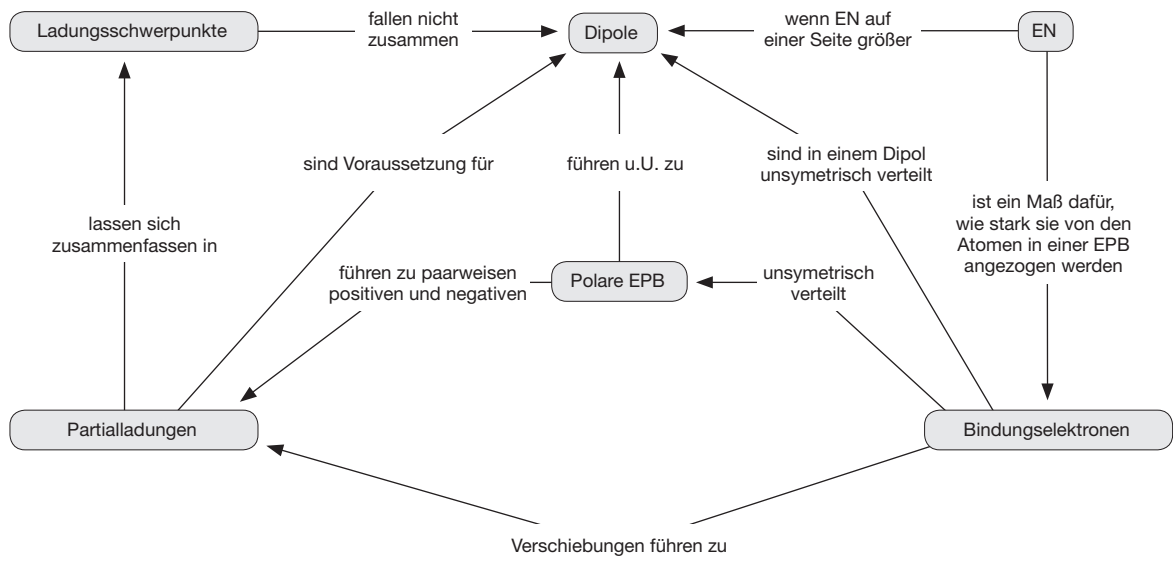 Ladungsschwerpunkte
fallen nicht
zusammen
Dipole
wenn EN auf
einer Seite größer
EN
sind Voraussetzung für
führen u.U. zu
sind in einem Dipol
unsymetrisch verteilt
ist ein Maß dafür,
wie stark sie von den
Atomen in einer EPB
angezogen werden
lassen sich
zusammenfassen in
führen zu paarweisen
positiven und negativen
Polare EPB
unsymetrisch
verteilt
Partialladungen
Bindungselektronen
Verschiebungen führen zu